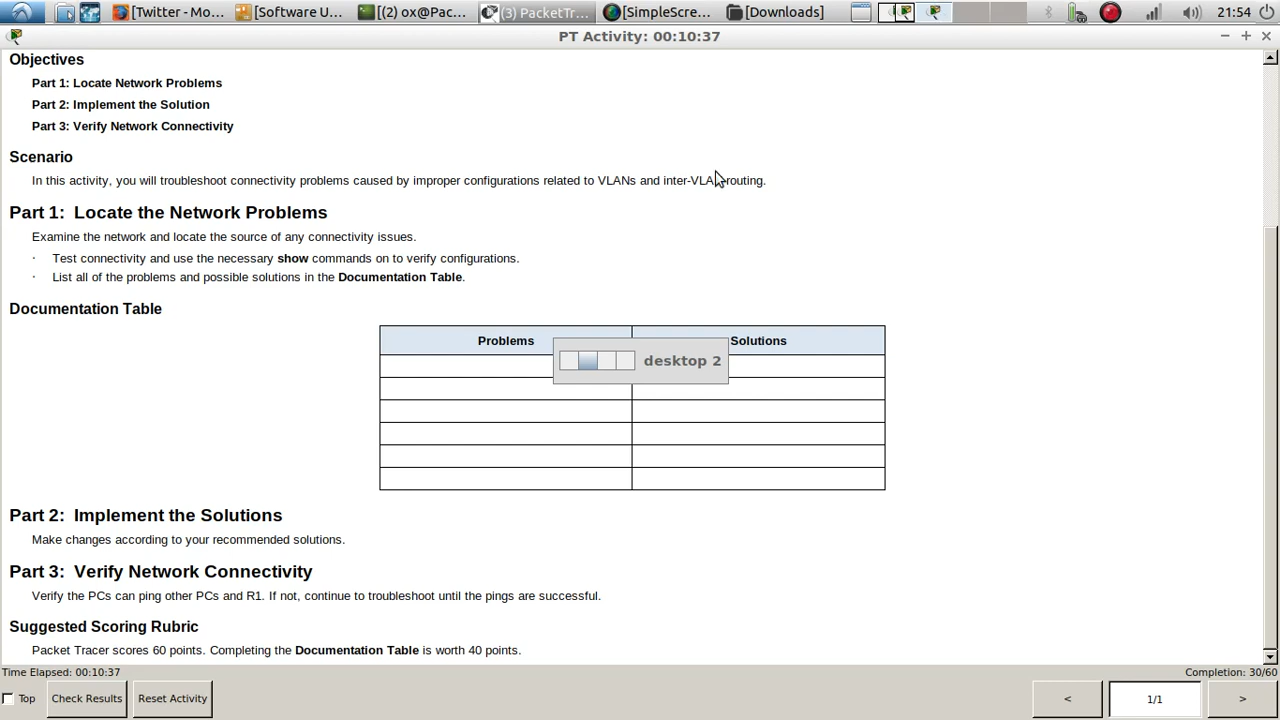 [Twitter - Mo...
[Software U...
[(2) ox@Pac...
(3) PacketTr...
[SimpleScre...
[Downloads]
21:54
PT Activity: 00:10:37
Objectives
Part 1: Locate Network Problems
Part 2: Implement the Solution
Part 3: Verify Network Connectivity
Scenario
In this activity, you will troubleshoot connectivity problems caused by improper configurations related to VLANs and inter-VLAN routing.
Part 1: Locate the Network Problems
Examine the network and locate the source of any connectivity issues.
· Test connectivity and use the necessary show commands on to verify configurations.
· List all of the problems and possible solutions in the Documentation Table.
Documentation Table
Problems Solutions
desktop 2
Part 2: Implement the Solutions
Make changes according to your recommended solutions.
Part 3: Verify Network Connectivity
Verify the PCs can ping other PCs and R1. If not, continue to troubleshoot until the pings are successful.
Suggested Scoring Rubric
Packet Tracer scores 60 points. Completing the Documentation Table is worth 40 points.
Time Elapsed: 00:10:37 Completion: 30/60
Top Check Results Reset Activity < 1/1 >